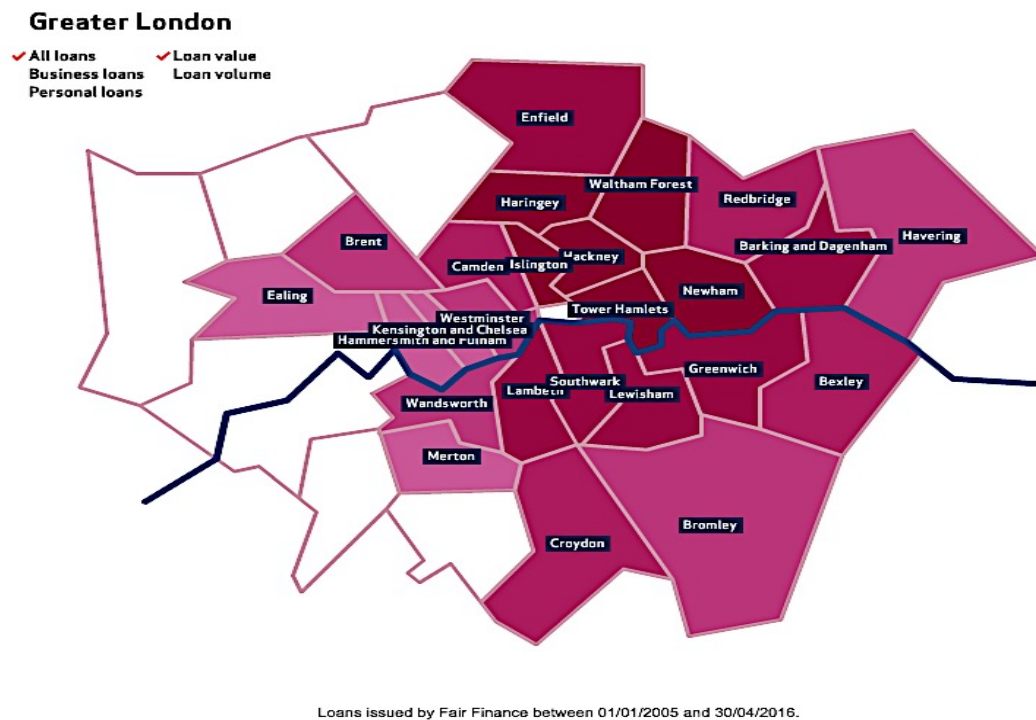 Greater London
All loans
Loan value
Business loans
Loan volume
Personal loans
Enfield
Waltham Forest
Haringey
Redbridge
Brent
Havering
Barking and Dagenham
Hackney
Camden
Islington
Ealing
Newham
Tower Hamlets
Westminster
Kensington and Chelsea
Hammersmith and Fulham
Greenwich
Southwark
Bexley
Lambeth
Lewisham
Wandsworth
Merton
Bromley
Croydon
Loans issued by Fair Finance between 01/01/2005 and 30/04/2016.